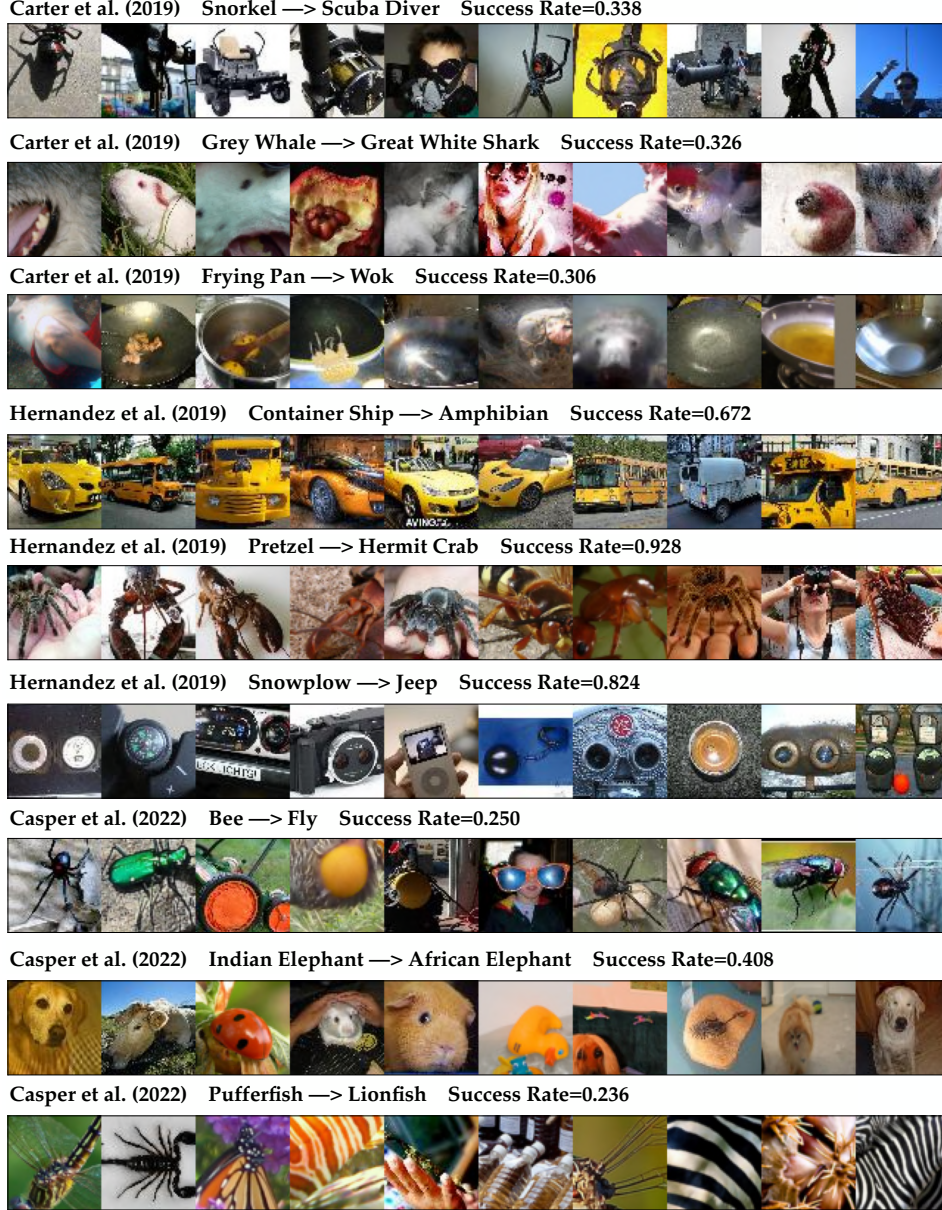 Carter et al. (2019) Snorkel —> Scuba Diver Success Rate=0.338
Carter et al. (2019) Grey Whale —> Great White Shark Success Rate=0.326
Carter et al. (2019) Frying Pan —> Wok Success Rate=0.306
Hernandez et al. (2019) Container Ship —> Amphibian Success Rate=0.672
AVING
Hernandez et al. (2019) Pretzel —> Hermit Crab Success Rate=0.928
Hernandez et al. (2019) Snowplow —> Jeep Success Rate=0.824
Casper et al. (2022) Bee —> Fly Success Rate=0.250
Casper et al. (2022) Indian Elephant —> African Elephant Success Rate=0.408
Casper et al. (2022) Pufferfish —> Lionfish Success Rate=0.236